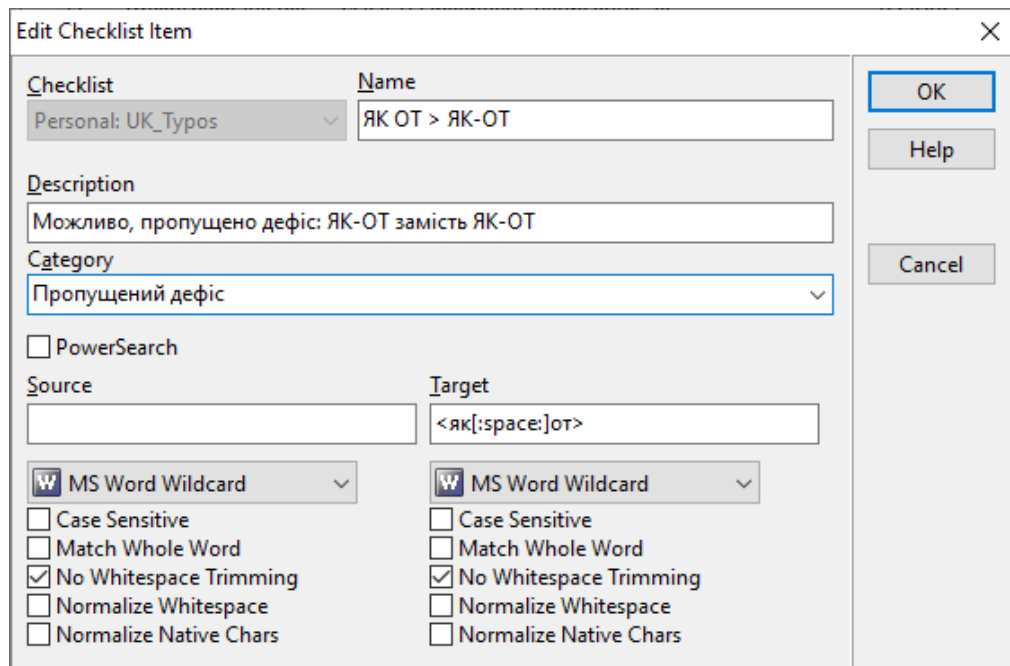 Edit Checklist Item
Checklist
Name
Personal: UK_Typos
ЯК ОТ > ЯК-ОТ
OK
Help
Description
Можливо, пропущено дефіс: ЯК-ОТ замість ЯК-ОТ
Category
Cancel
Пропущений дефіс
PowerSearch
Source
Target
<як[:space:]от>
MS Word Wildcard
MS Word Wildcard
Case Sensitive
Case Sensitive
Match Whole Word
Match Whole Word
No Whitespace Trimming
No Whitespace Trimming
Normalize Whitespace
Normalize Whitespace
Normalize Native Chars
Normalize Native Chars